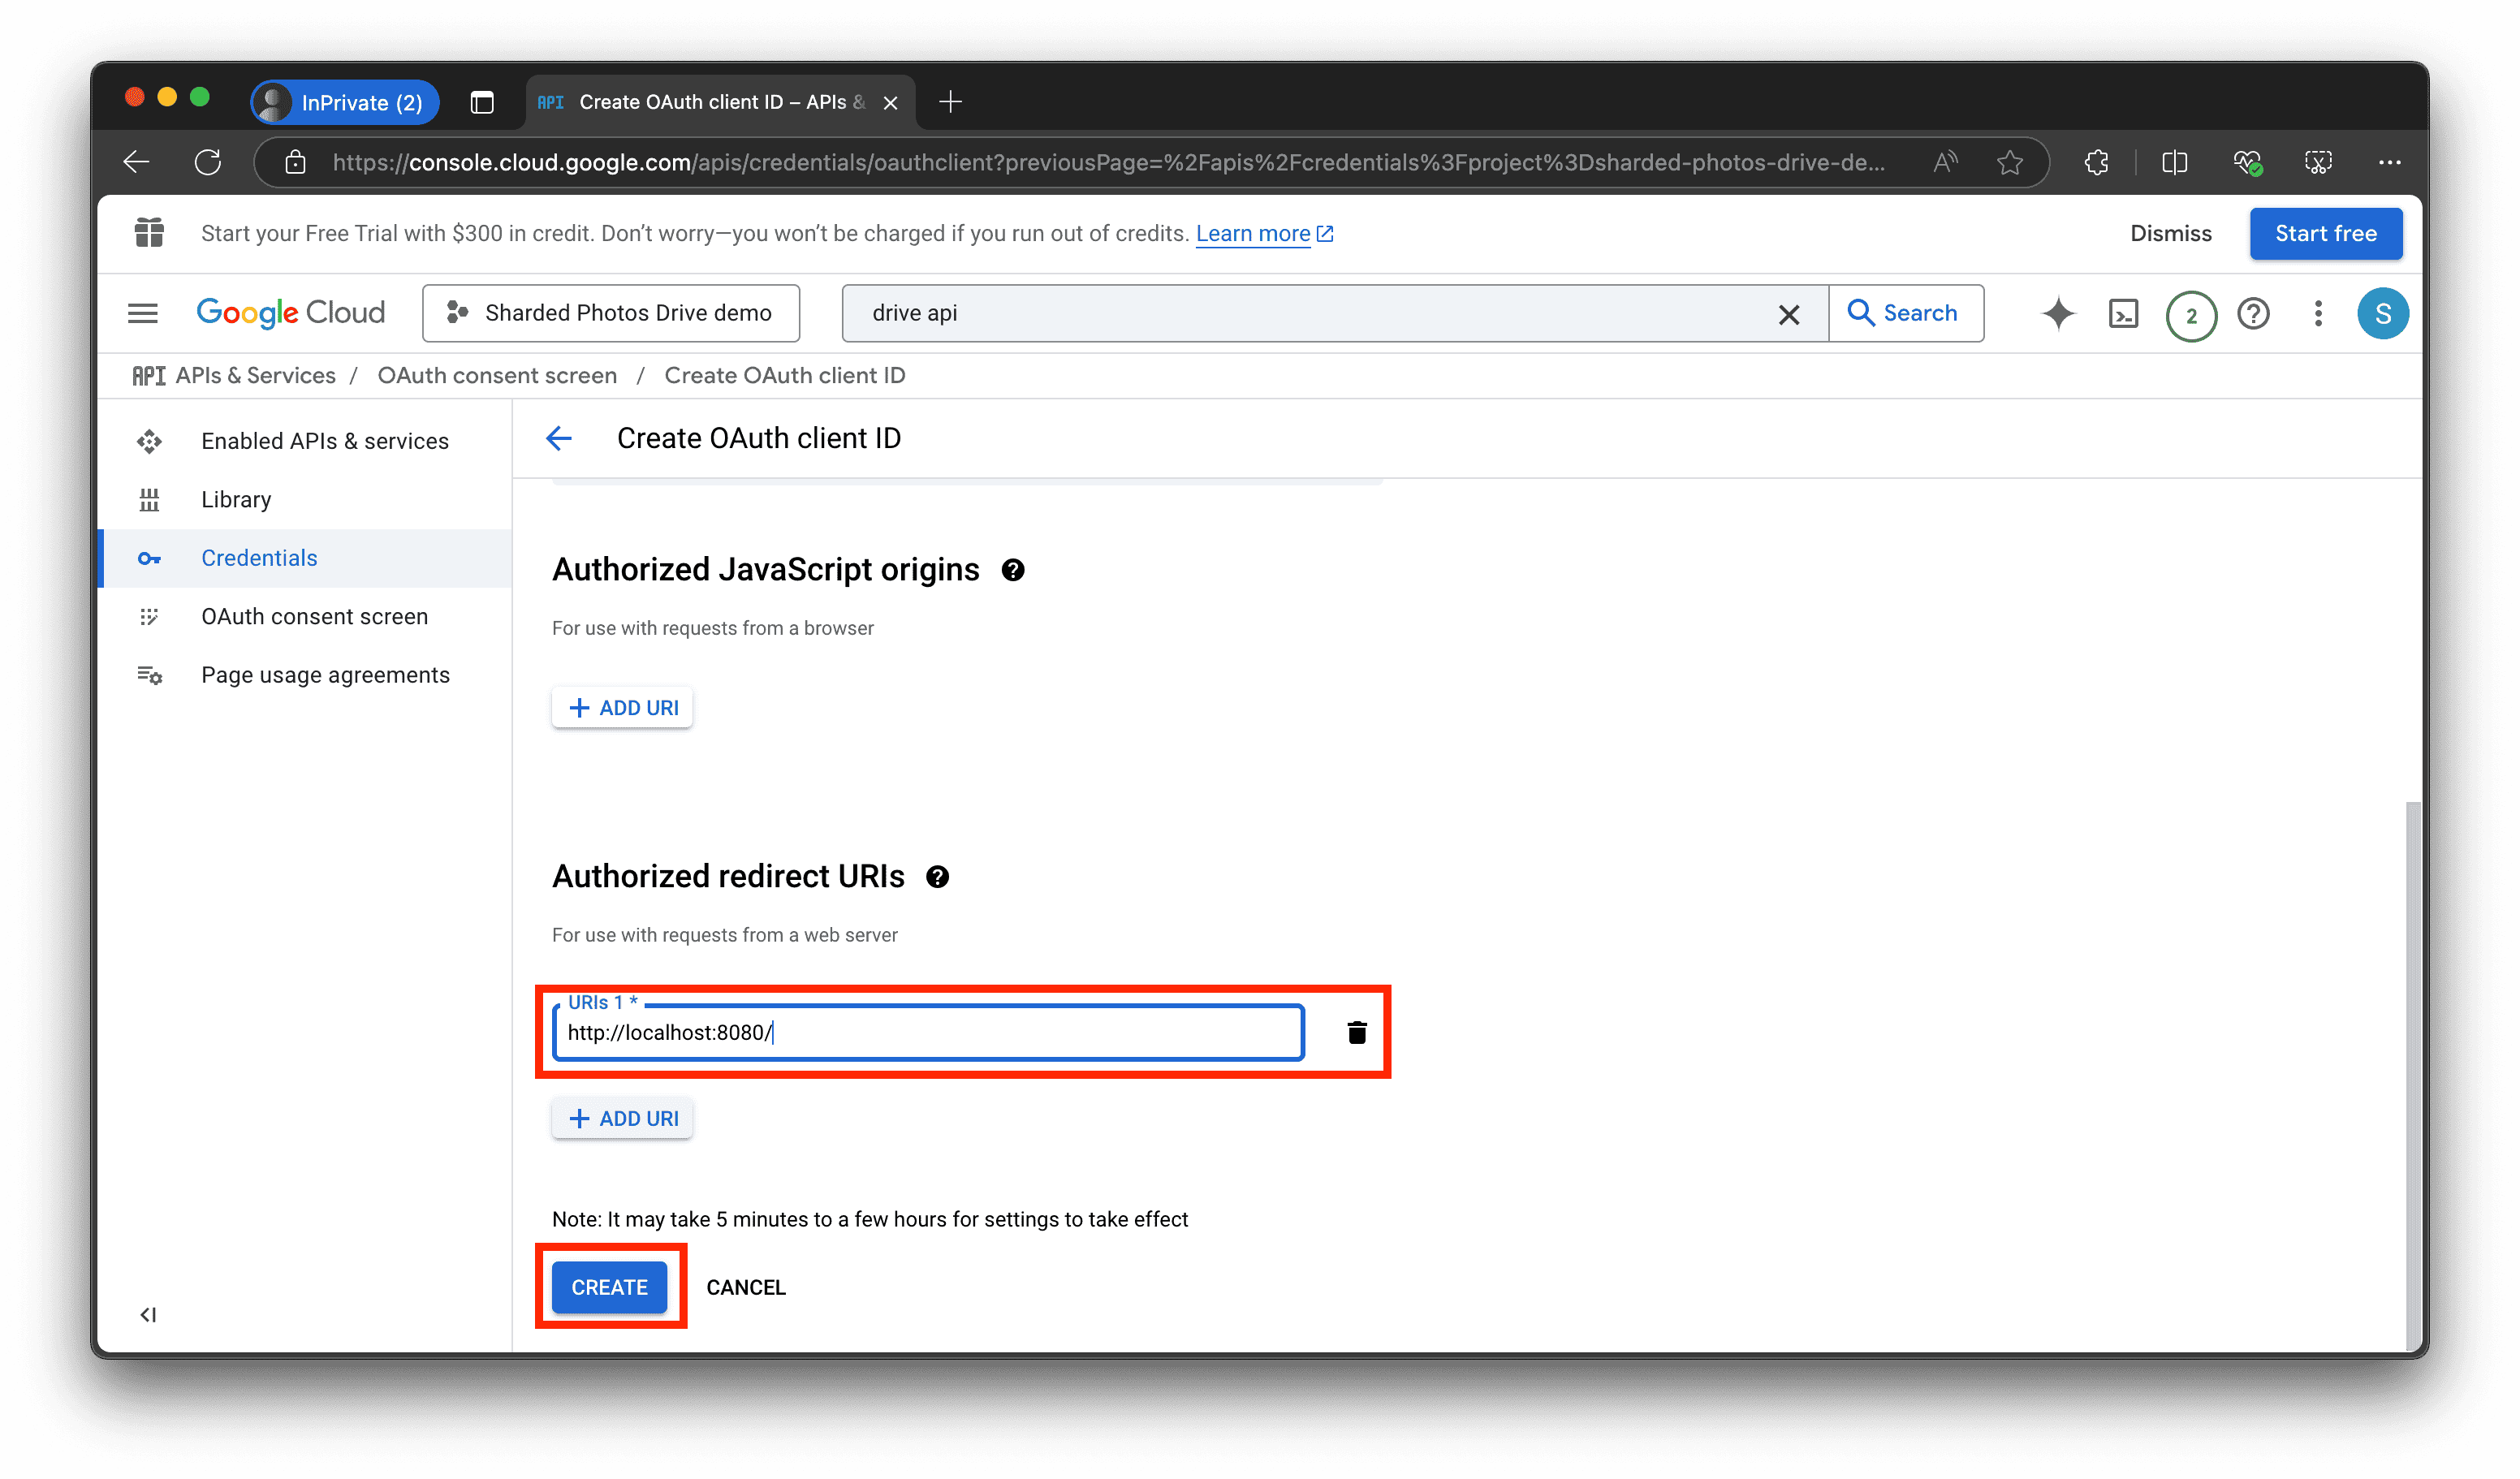 InPrivate (2)
API Create OAuth client ID – APIs &
https://console.cloud.google.com/apis/credentials/oauthclient?previousPage=%2Fapis%2Fcredentials%3Fproject%3Dsharded-photos-drive-de...
Start your Free Trial with $300 in credit. Don’t worry—you won’t be charged if you run out of credits. Learn more
Dismiss
Start free
Google Cloud
Sharded Photos Drive demo
drive api
Search
2
S
API APIs & Services / OAuth consent screen / Create OAuth client ID
Enabled APIs & services
Library
Credentials
OAuth consent screen
Page usage agreements
Create OAuth client ID
Authorized JavaScript origins
For use with requests from a browser
ADD URI
Authorized redirect URIs
For use with requests from a web server
URIs 1 *
http://localhost:8080/
ADD URI
Note: It may take 5 minutes to a few hours for settings to take effect
CREATE
CANCEL